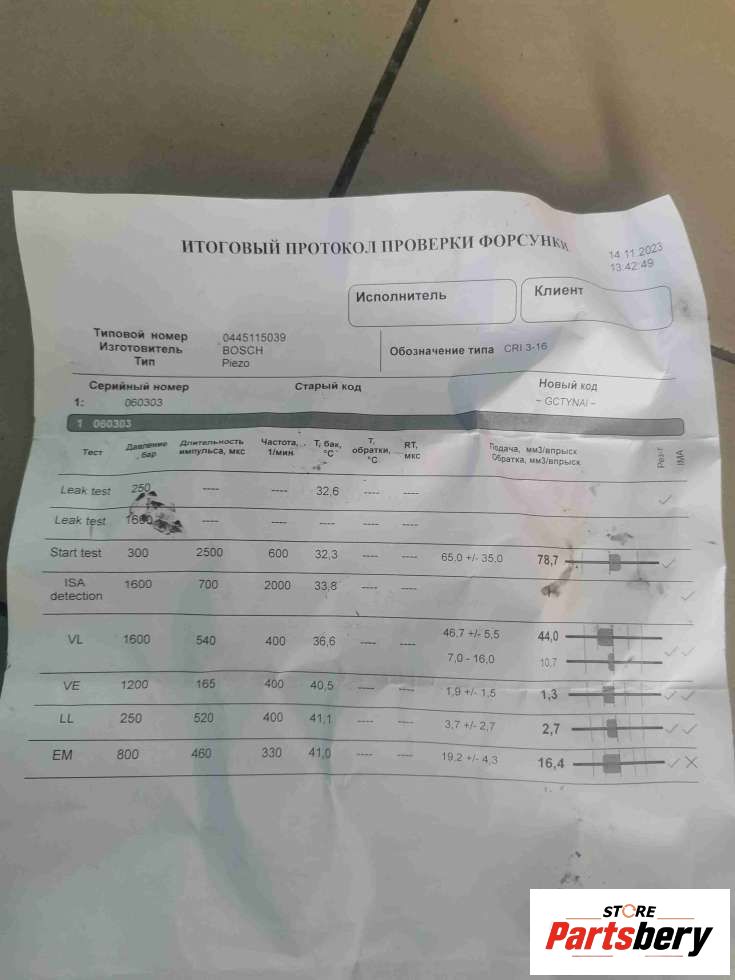 ИТОГОВЫЙ ПРОТОКОЛ ПРОВЕРКИ ФОРСУНКИ
14.11.2023
13:42:49
Исполнитель
Клиент
Типовой номер 0445115039
Изготовитель BOSCH
Тип Piezo
Обозначение типа CRI 3-16
Серийный номер Старый код Новый код
1: 060303 ~ GCTYNAI ~
1 060303
Тест Давление бар Длительность импульса, мкс Частота, 1/мин Т, бак, °C Т, обратки, °C RT, мкс Подача, мм3/впрыск Обратка, мм3/впрыск Рез-т IMA
Leak test 250 ---- ---- 32,6 ---- ---- ✓
Leak test ---- ---- ---- ---- ----
Start test 300 2500 600 32,3 ---- ---- 65,0 +/- 35,0 78,7 ✓
ISA detection 1600 700 2000 33,8 ---- ---- ✓
VL 1600 540 400 36,6 ---- ---- 46,7 +/- 5,5 44,0
7,0 - 16,0 10,7 ✓ ✓
VE 1200 165 400 40,5 ---- ---- 1,9 +/- 1,5 1,3 ✓ ✓
LL 250 520 400 41,1 ---- ---- 3,7 +/- 2,7 2,7 ✓ ✓
EM 800 460 330 41,0 ---- ---- 19,2 +/- 4,3 16,4 ✓ ✕
STORE
Partsbery